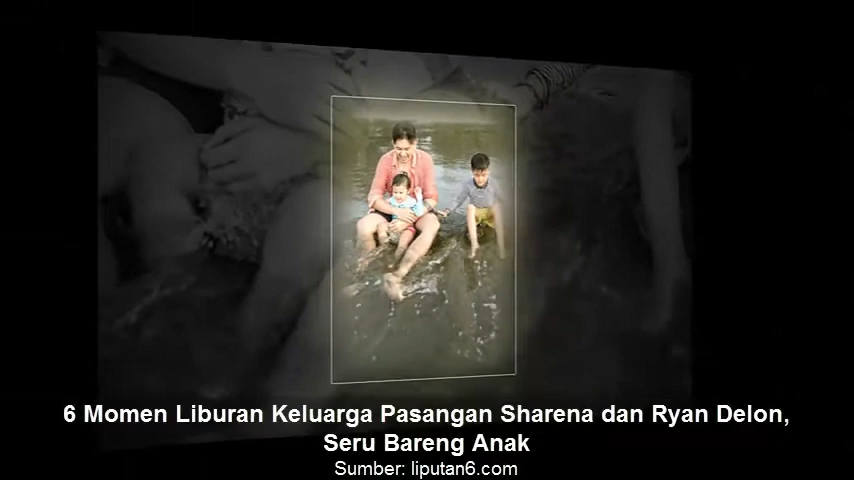 6 Momen Liburan Keluarga Pasangan Sharena dan Ryan Delon,
Seru Bareng Anak
Sumber: liputan6.com